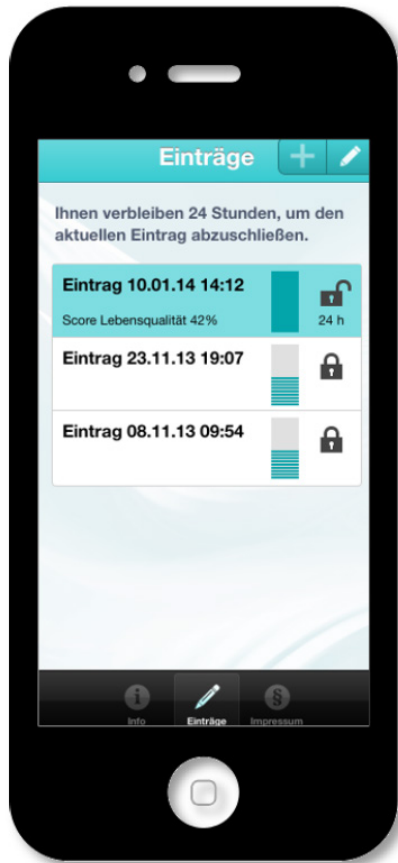 Einträge
Ihnen verbleiben 24 Stunden, um den
aktuellen Eintrag abzuschließen.
Eintrag 10.01.14 14:12
Score Lebensqualität 42%
24 h
Eintrag 23.11.13 19:07
Eintrag 08.11.13 09:54
Info
Einträge
Impressum